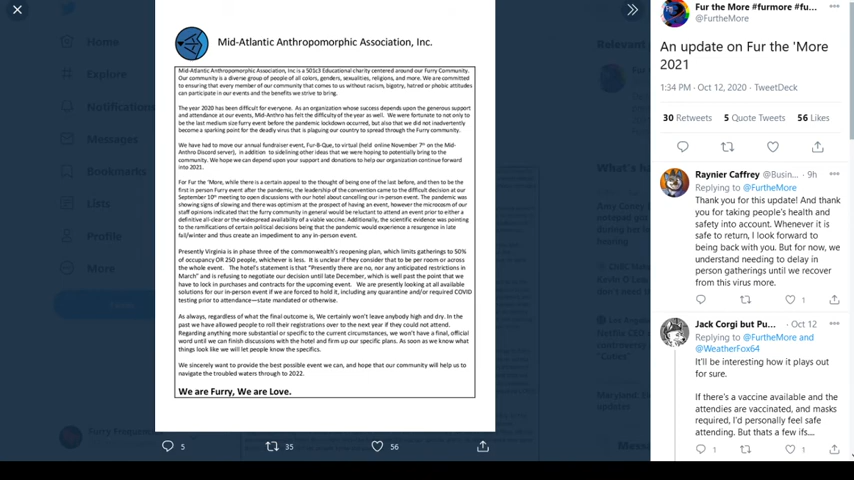 Mid-Atlantic Anthropomorphic Association, Inc.
Mid-Atlantic Anthropomorphic Association, Inc is a 501c3 Educational charity centered around our Furry Community.
Our community is a diverse group of people of all colors, genders, sexualities, religions, and more. We are committed
to ensuring that every member of our community that comes to us without racism, bigotry, hatred or phobic attitudes
can participate in our events and the benefits we strive to bring.
The year 2020 has been difficult for everyone. As an organization whose success depends upon the generous support
and attendance at our events, Mid-Atlantic has felt the difficulty of the year as well. We were fortunate to not only to
be the last medium size furry event before the pandemic lockdown occurred, but also that we did not inadvertently
become a sparking point for the deadly virus that is plaguing our country to spread through the Furry community.
We have had to move our annual fundraiser event, Fur-B-Que, to virtual (held online November 7th on the Mid-
Anthro Discord server), in addition to sidelining other ideas that we were hoping to potentially bring to the
community. We hope we can depend upon your support and donations to help our organization continue forward
into 2021.
For Fur the 'More, while there is a certain appeal to the thought of being one of the last before, and then to be the
first in person Furry event after the pandemic, the leadership of the convention came to the difficult decision at our
September 10th meeting to open discussions with our hotel about cancelling our in-person event. The pandemic was
showing signs of slowing and there was optimism at the prospect of having an event, however the microcosm of our
staff opinions indicated that the furry community in general would be reluctant to attend an event prior to either a
definitive all-clear or the widespread availability of a viable vaccine. Additionally, the scientific evidence was pointing
to the ramifications of certain political decisions being that the pandemic would experience a resurgence in late
fall/winter and thus create an impediment to any in-person event.
Presently Virginia is in phase three of the commonwealth's reopening plan, which limits gatherings to 50%
of occupancy OR 250 people, whichever is less. It is unclear if they consider that to be per room or across
the whole event. The hotel's statement is that "Presently there are no, nor any anticipated restrictions in
March" and is refusing to negotiate our decision until late December, which is well past the point that we
have to lock in purchases and contracts for the upcoming event. We are presently looking at all available
solutions for our in-person event if we are forced to hold it, including any quarantine and/or required COVID
testing prior to attendance—state mandated or otherwise.
As always, regardless of what the final outcome is, We certainly won't leave anybody high and dry. In the
past we have allowed people to roll their registrations over to the next year if they could not attend.
Regarding anything more substantial or specific to the current circumstances, we won't have a final, official
word until we can finish discussions with the hotel and firm up our specific plans. As soon as we know what
things look like we will let people know the specifics.
We sincerely want to provide the best possible event we can, and hope that our community will help us to
navigate the troubled waters through to 2022.
We are Furry, We are Love.
5
35
56
Home
Explore
Notifications
Messages
Bookmarks
Lists
Profile
More
Fur the More #furmore #fu...
@FurtheMore
An update on Fur the 'More
2021
1:34 PM · Oct 12, 2020 · TweetDeck
30 Retweets 5 Quote Tweets 56 Likes
Raynier Caffrey @Busin... · 9h
Replying to @FurtheMore
Thank you for this update! And thank
you for taking people's health and
safety into account. Whenever it is
safe to return, I look forward to
being back with you. But for now, we
understand needing to delay in
person gatherings until we recover
from this virus more.
1
Jack Corgi but Pu... · Oct 12
Replying to @FurtheMore and
@WeatherFox64
It'll be interesting how it plays out
for sure.
If there's a vaccine available and the
attendies are vaccinated, and masks
required, I'd personally feel safe
attending. But thats a few ifs....
1
1